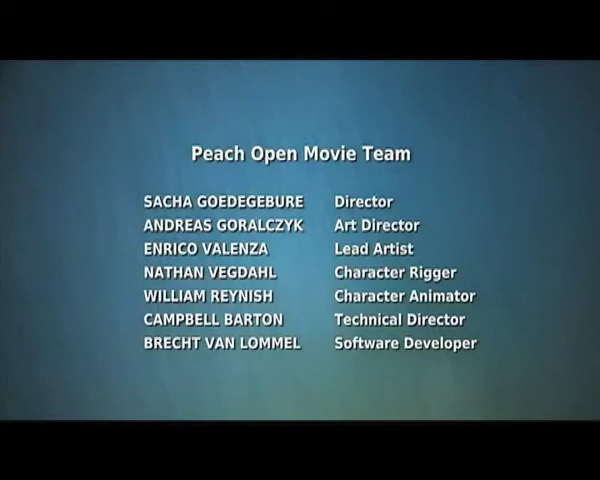 Peach Open Movie Team
SACHA GOEDEGEBURE Director
ANDREAS GORALCZYK Art Director
ENRICO VALENZA Lead Artist
NATHAN VEGDAHL Character Rigger
WILLIAM REYNISH Character Animator
CAMPBELL BARTON Technical Director
BRECHT VAN LOMMEL Software Developer